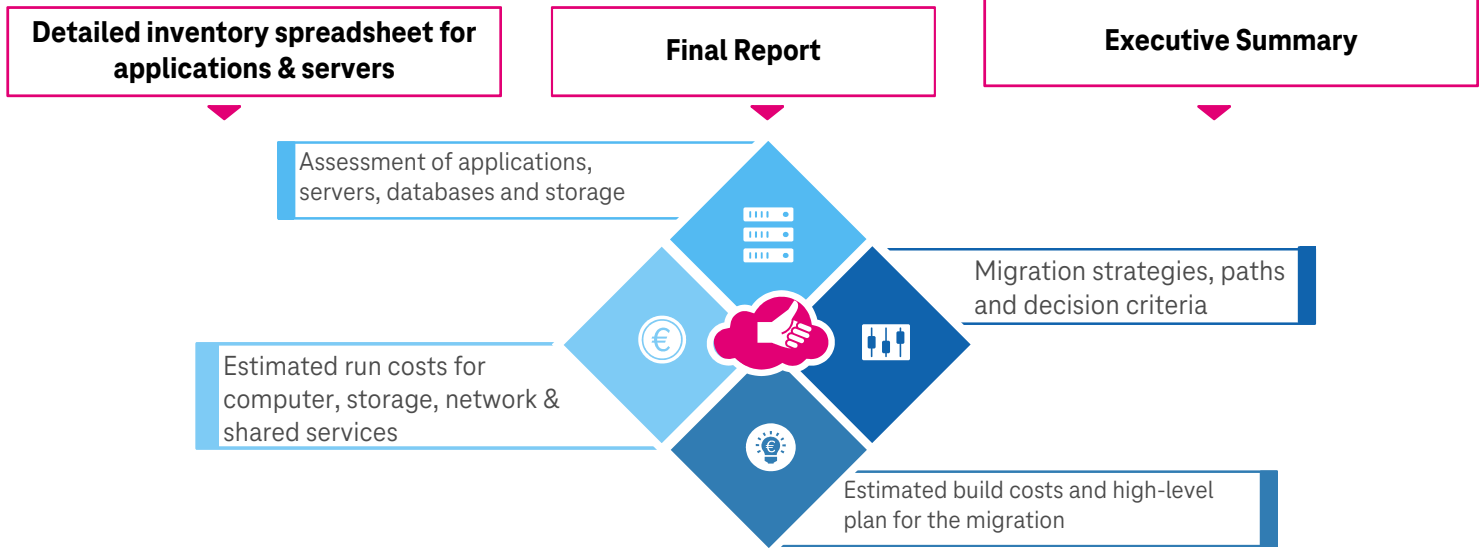 Detailed inventory spreadsheet for
applications & servers
Final Report
Executive Summary
Assessment of applications,
servers, databases and storage
Migration strategies, paths
and decision criteria
€
Estimated run costs for
computer, storage, network &
shared services
€
Estimated build costs and high-level
plan for the migration